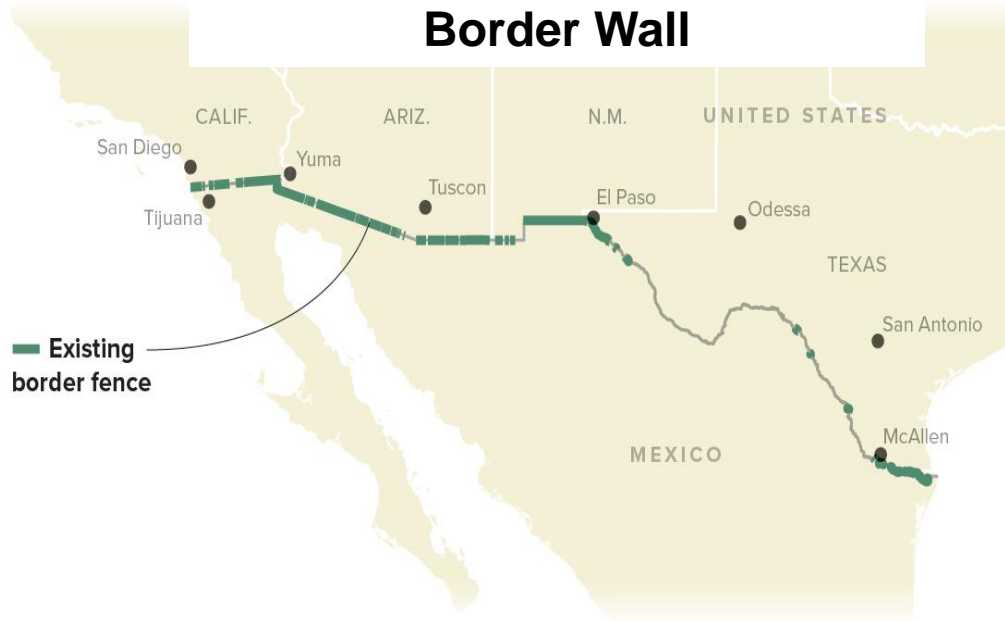 Border Wall
CALIF.
ARIZ.
N.M.
UNITED STATES
San Diego
Yuma
Tuscon
El Paso
Odessa
Tijuana
TEXAS
San Antonio
Existing
border fence
McAllen
MEXICO